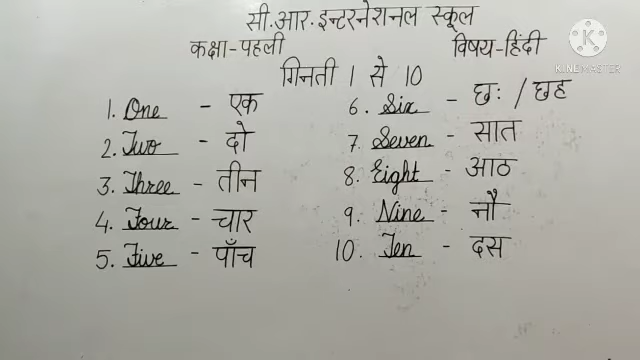 सी.आर.इन्टरनेशनल स्कूल
कक्षा-पहली
विषय-हिंदी
गिनती 1 से 10
1. One - एक
2. Two - दो
3. Three - तीन
4. Four - चार
5. Five - पाँच
6. Six - छः / छह
7. Seven - सात
8. Eight - आठ
9. Nine - नौ
10. Ten - दस
KINEMASTER